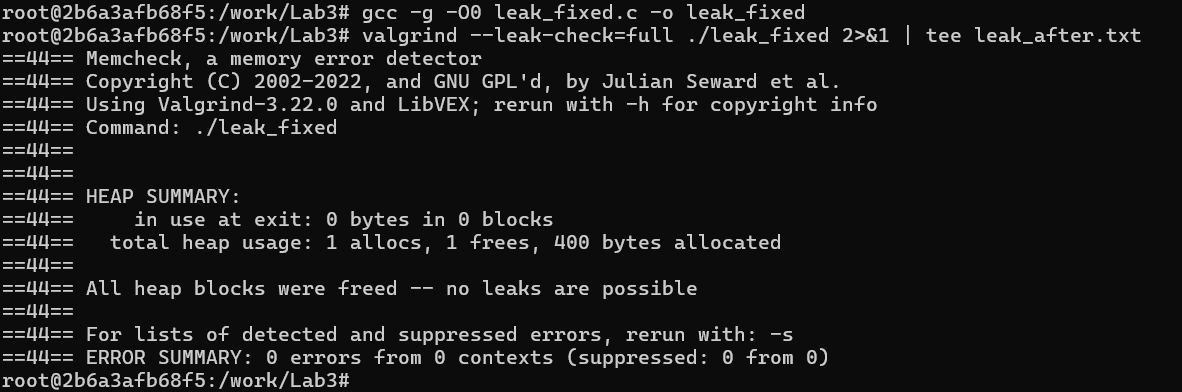 root@2b6a3afb68f5:/work/Lab3# gcc -g -O0 leak_fixed.c -o leak_fixed
root@2b6a3afb68f5:/work/Lab3# valgrind --leak-check=full ./leak_fixed 2>&1 | tee leak_after.txt
==44== Memcheck, a memory error detector
==44== Copyright (C) 2002-2022, and GNU GPL'd, by Julian Seward et al.
==44== Using Valgrind-3.22.0 and LibVEX; rerun with -h for copyright info
==44== Command: ./leak_fixed
==44==
==44==
==44== HEAP SUMMARY:
==44==     in use at exit: 0 bytes in 0 blocks
==44==   total heap usage: 1 allocs, 1 frees, 400 bytes allocated
==44==
==44== All heap blocks were freed -- no leaks are possible
==44==
==44== For lists of detected and suppressed errors, rerun with: -s
==44== ERROR SUMMARY: 0 errors from 0 contexts (suppressed: 0 from 0)
root@2b6a3afb68f5:/work/Lab3#